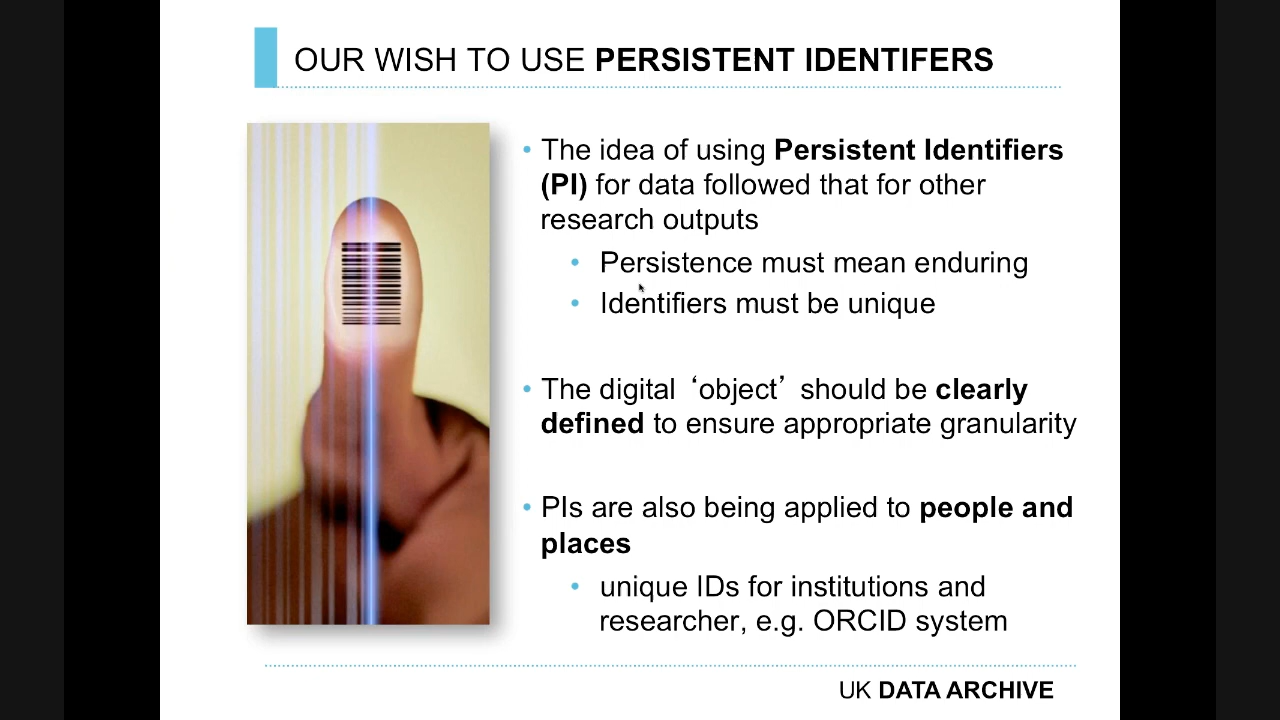 OUR WISH TO USE PERSISTENT IDENTIFERS
• The idea of using Persistent Identifiers
(PI) for data followed that for other
research outputs
• Persistence must mean enduring
• Identifiers must be unique
• The digital ‘object’ should be clearly
defined to ensure appropriate granularity
• PIs are also being applied to people and
places
• unique IDs for institutions and
researcher, e.g. ORCID system
UK DATA ARCHIVE